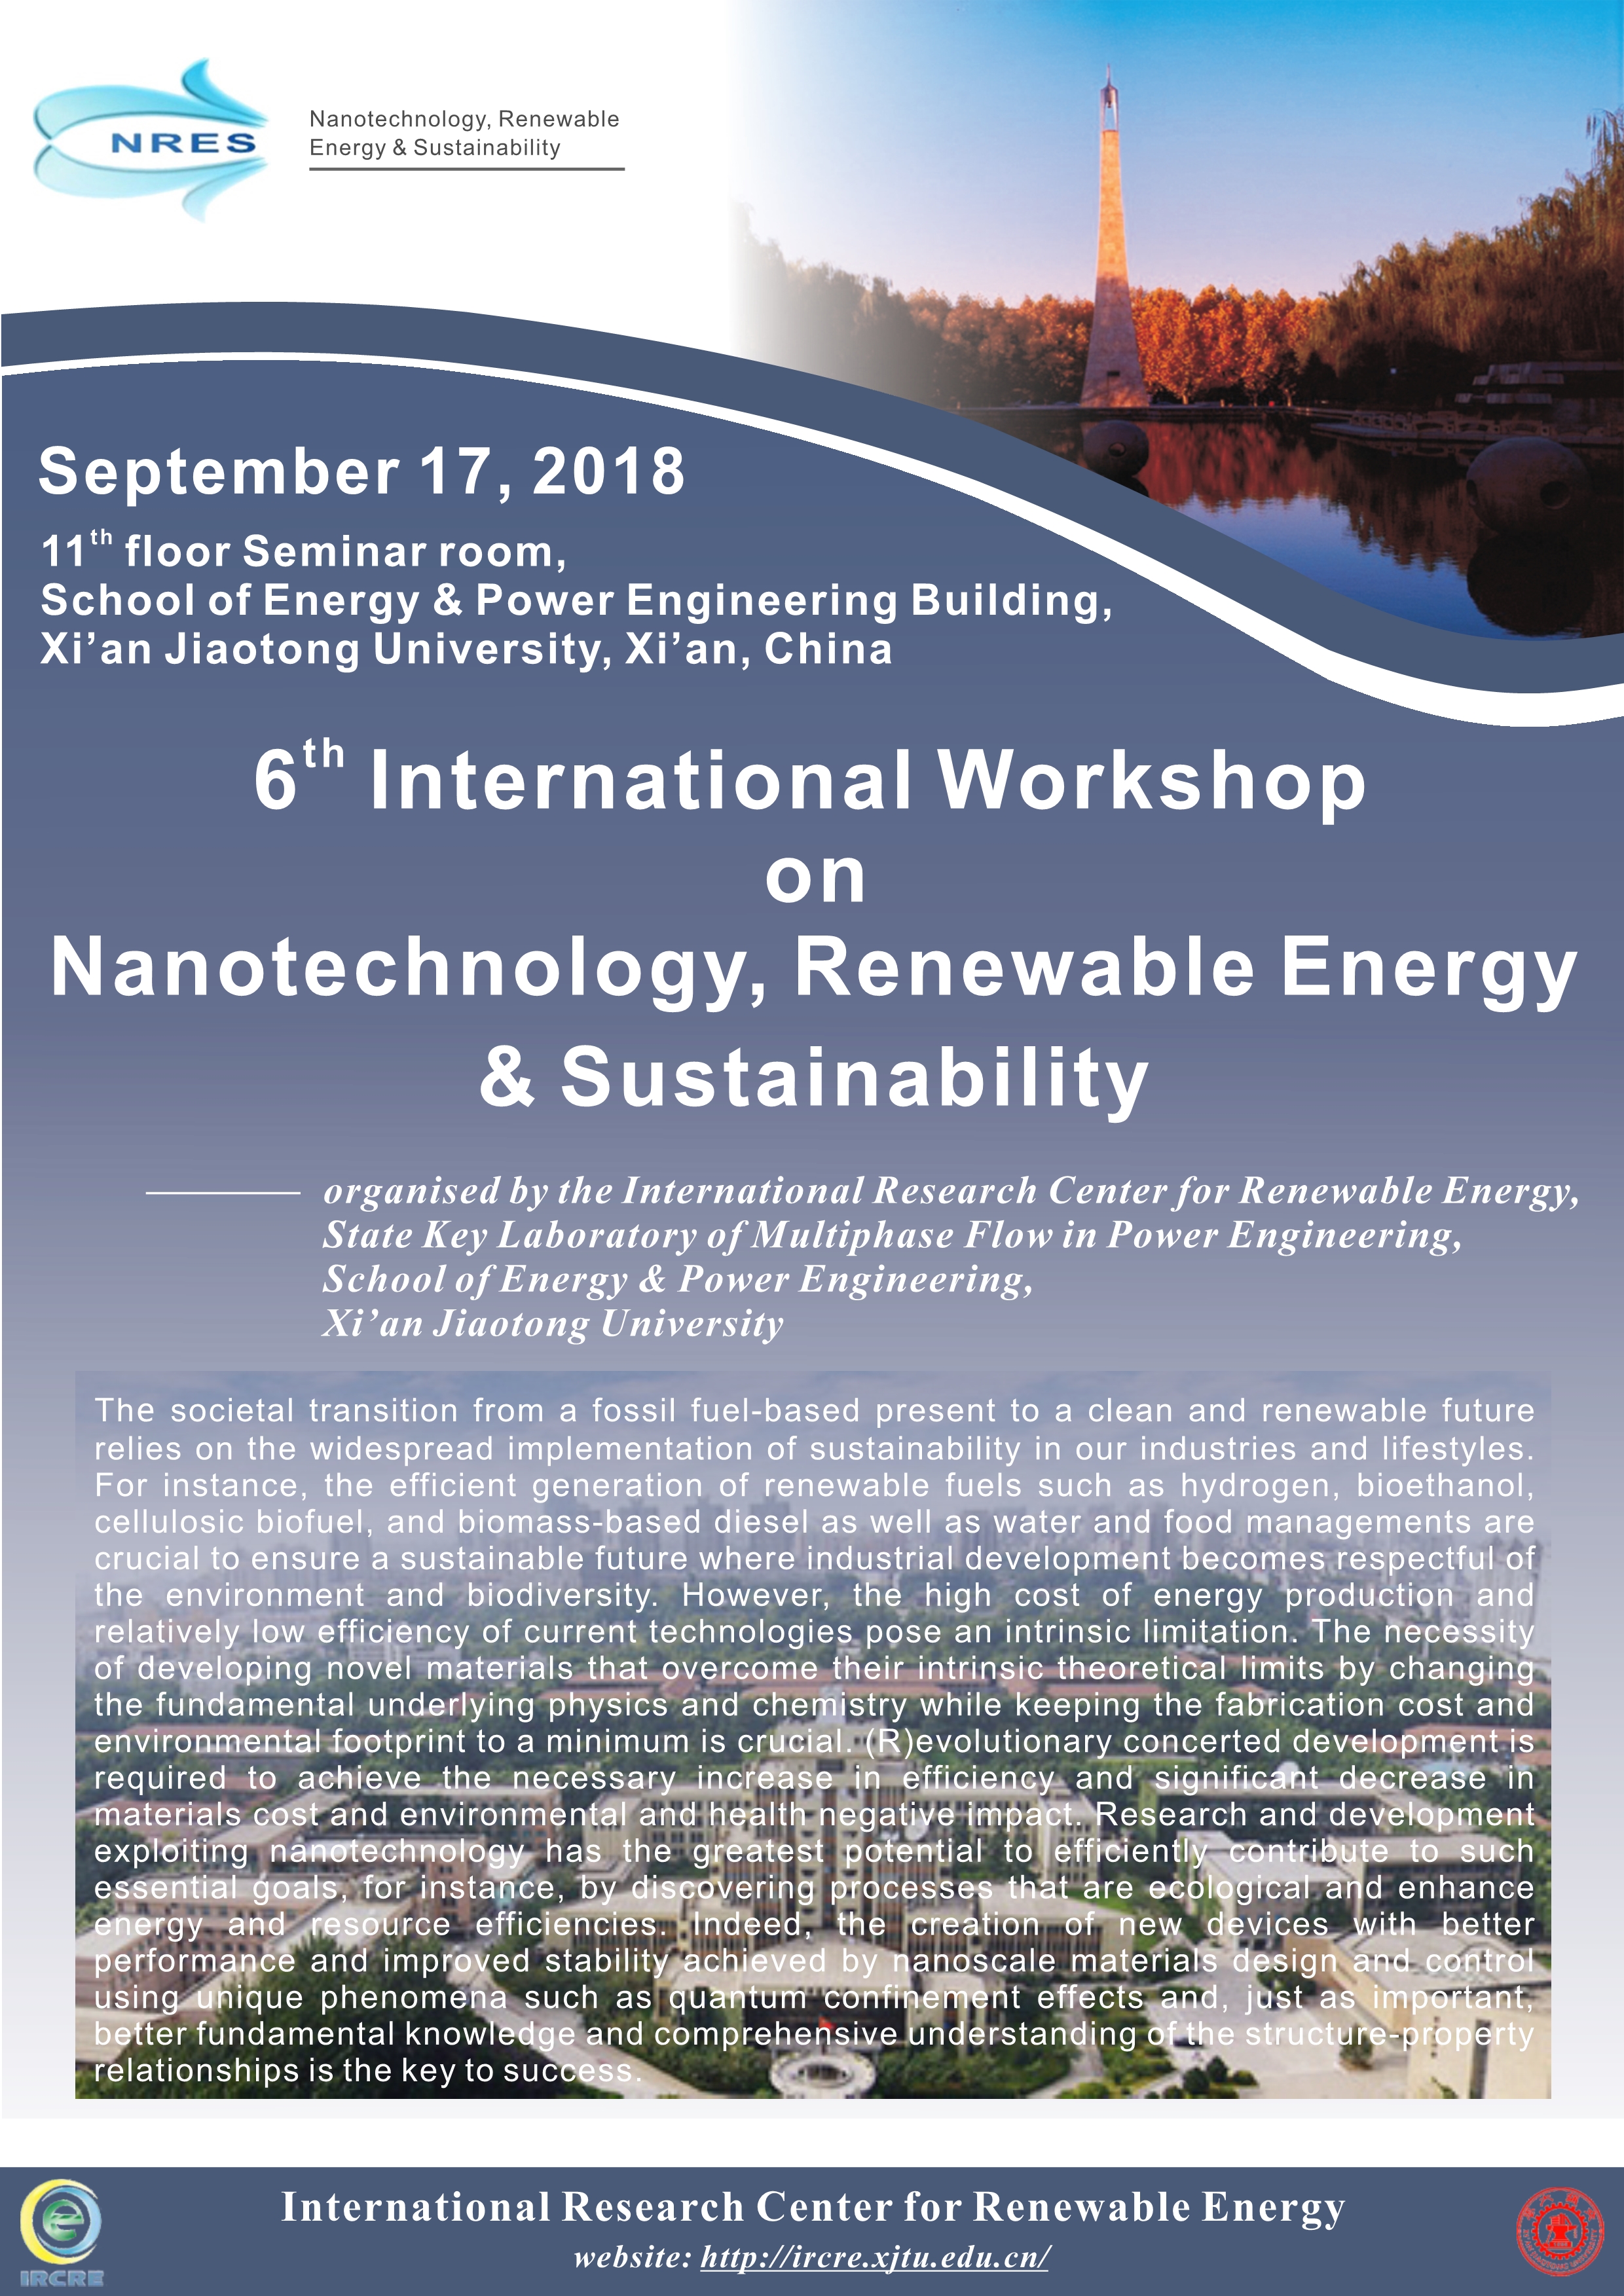 NRES
Nanotechnology, Renewable
Energy & Sustainability
September 17, 2018
11th floor Seminar room,
School of Energy & Power Engineering Building,
Xi’an Jiaotong University, Xi’an, China
6th International Workshop
on
Nanotechnology, Renewable Energy
& Sustainability
organised by the International Research Center for Renewable Energy,
State Key Laboratory of Multiphase Flow in Power Engineering,
School of Energy & Power Engineering,
Xi’an Jiaotong University
The societal transition from a fossil fuel-based present to a clean and renewable future
relies on the widespread implementation of sustainability in our industries and lifestyles.
For instance, the efficient generation of renewable fuels such as hydrogen, bioethanol,
cellulosic biofuel, and biomass-based diesel as well as water and food managements are
crucial to ensure a sustainable future where industrial development becomes respectful of
the environment and biodiversity. However, the high cost of energy production and
relatively low efficiency of current technologies pose an intrinsic limitation. The necessity
of developing novel materials that overcome their intrinsic theoretical limits by changing
the fundamental underlying physics and chemistry while keeping the fabrication cost and
environmental footprint to a minimum is crucial. (R)evolutionary concerted development is
required to achieve the necessary increase in efficiency and significant decrease in
materials cost and environmental and health negative impact. Research and development
exploiting nanotechnology has the greatest potential to efficiently contribute to such
essential goals, for instance, by discovering processes that are ecological and enhance
energy and resource efficiencies. Indeed, the creation of new devices with better
performance and improved stability achieved by nanoscale materials design and control
using unique phenomena such as quantum confinement effects and, just as important,
better fundamental knowledge and comprehensive understanding of the structure-property
relationships is the key to success.
International Research Center for Renewable Energy
website: http://ircre.xjtu.edu.cn/
IRCRE